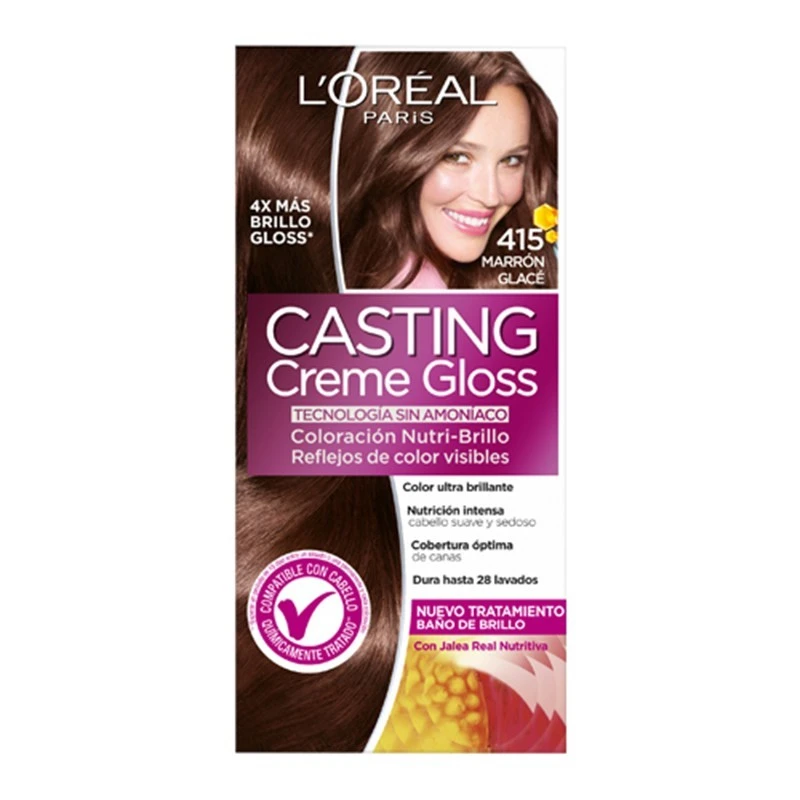 L'ORÉAL
PARIS
4X MÁS
BRILLO
GLOSS*
415
MARRÓN
GLACÉ
CASTING
Creme Gloss
TECNOLOGÍA SIN AMONÍACO
Coloración Nutri-Brillo
Reflejos de color visibles
Color ultra brillante
Nutrición intensa
cabello suave y sedoso
Cobertura óptima
de canas
Dura hasta 28 lavados
COMPATIBLE CON CABELLO
QUÍMICAMENTE TRATADO**
NUEVO TRATAMIENTO
BAÑO DE BRILLO
Con Jalea Real Nutritiva